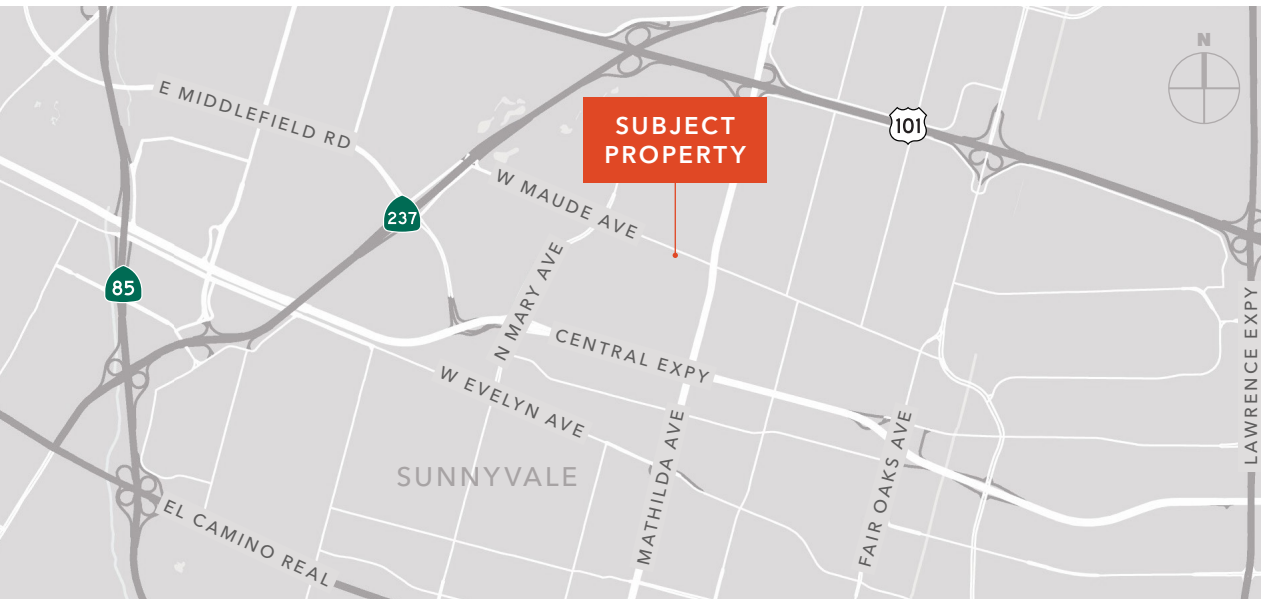 N
E MIDDLEFIELD RD
SUBJECT
PROPERTY
101
W MAUDE AVE
237
85
N MARY AVE
CENTRAL EXPY
LAWRENCE EXPY
W EVELYN AVE
MATHILDA AVE
FAIR OAKS AVE
SUNNYVALE
EL CAMINO REAL